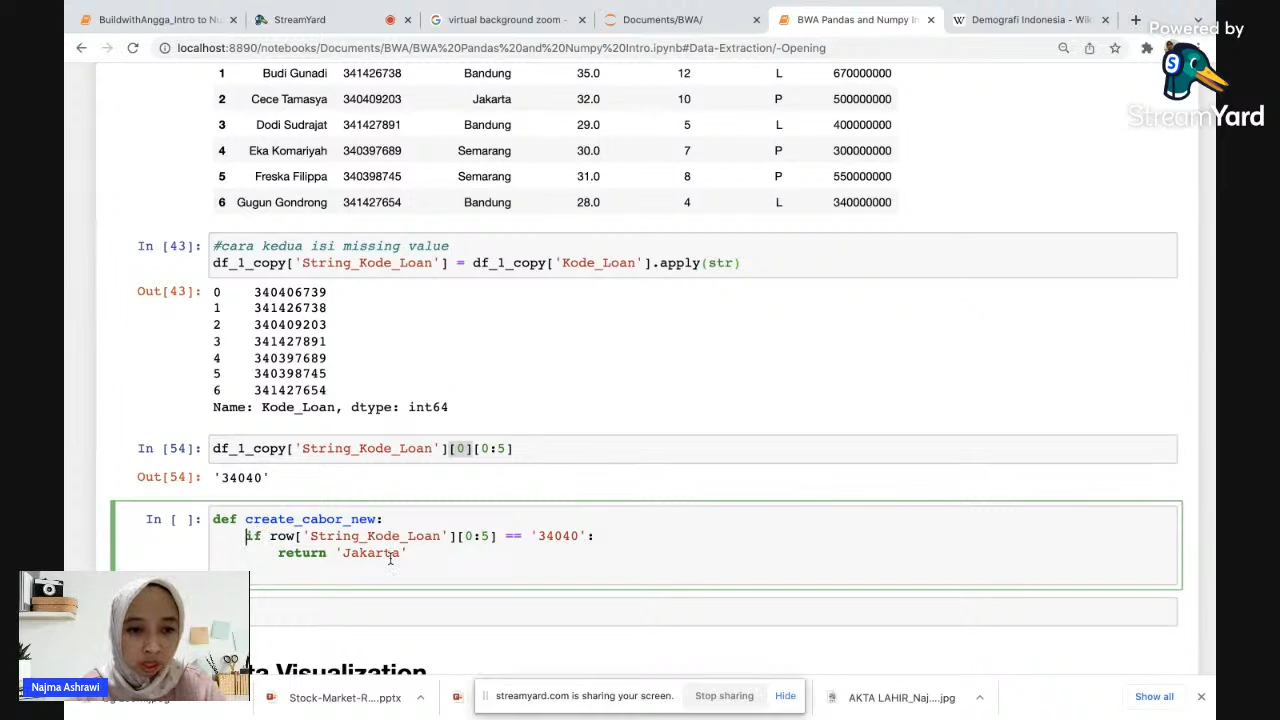 BuildwithAngga_Intro to Nu
StreamYard
virtual background zoom -
Documents/BWA/
BWA Pandas and Numpy In
Demografi Indonesia - Wiki
localhost:8890/notebooks/Documents/BWA/BWA%20Pandas%20and%20Numpy%20Intro.ipynb#Data-Extraction/-Opening
Powered by
StreamYard
1 Budi Gunadi 341426738 Bandung 35.0 12 L 670000000
2 Cece Tamasya 340409203 Jakarta 32.0 10 P 500000000
3 Dodi Sudrajat 341427891 Bandung 29.0 5 L 400000000
4 Eka Komariyah 340397689 Semarang 30.0 7 P 300000000
5 Freska Filippa 340398745 Semarang 31.0 8 P 550000000
6 Gugun Gondrong 341427654 Bandung 28.0 4 L 340000000
In [43]: #cara kedua isi missing value
df_1_copy['String_Kode_Loan'] = df_1_copy['Kode_Loan'].apply(str)
Out[43]: 0 340406739
1 341426738
2 340409203
3 341427891
4 340397689
5 340398745
6 341427654
Name: Kode_Loan, dtype: int64
In [54]: df_1_copy['String_Kode_Loan'][0][0:5]
Out[54]: '34040'
In [ ]: def create_cabor_new:
if row['String_Kode_Loan'][0:5] == '34040':
return 'Jakarta'
Visualization
Najma Ashrawi
Stock-Market-R....pptx
streamyard.com is sharing your screen.
Stop sharing
Hide
AKTA LAHIR_Naj....jpg
Show all